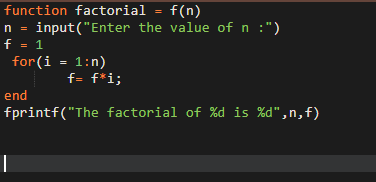 function factorial = f(n)
n = input("Enter the value of n :")
f = 1
for(i = 1:n)
f= f*i;
end
fprintf("The factorial of %d is %d",n,f)